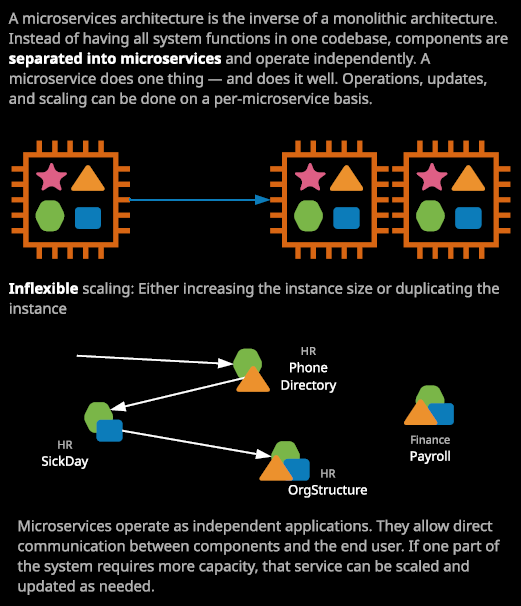 A microservices architecture is the inverse of a monolithic architecture.
Instead of having all system functions in one codebase, components are
separated into microservices and operate independently. A
microservice does one thing — and does it well. Operations, updates,
and scaling can be done on a per-microservice basis.
Inflexible scaling: Either increasing the instance size or duplicating the
instance
HR
Phone
Directory
HR
SickDay
Finance
Payroll
HR
OrgStructure
Microservices operate as independent applications. They allow direct
communication between components and the end user. If one part of
the system requires more capacity, that service can be scaled and
updated as needed.